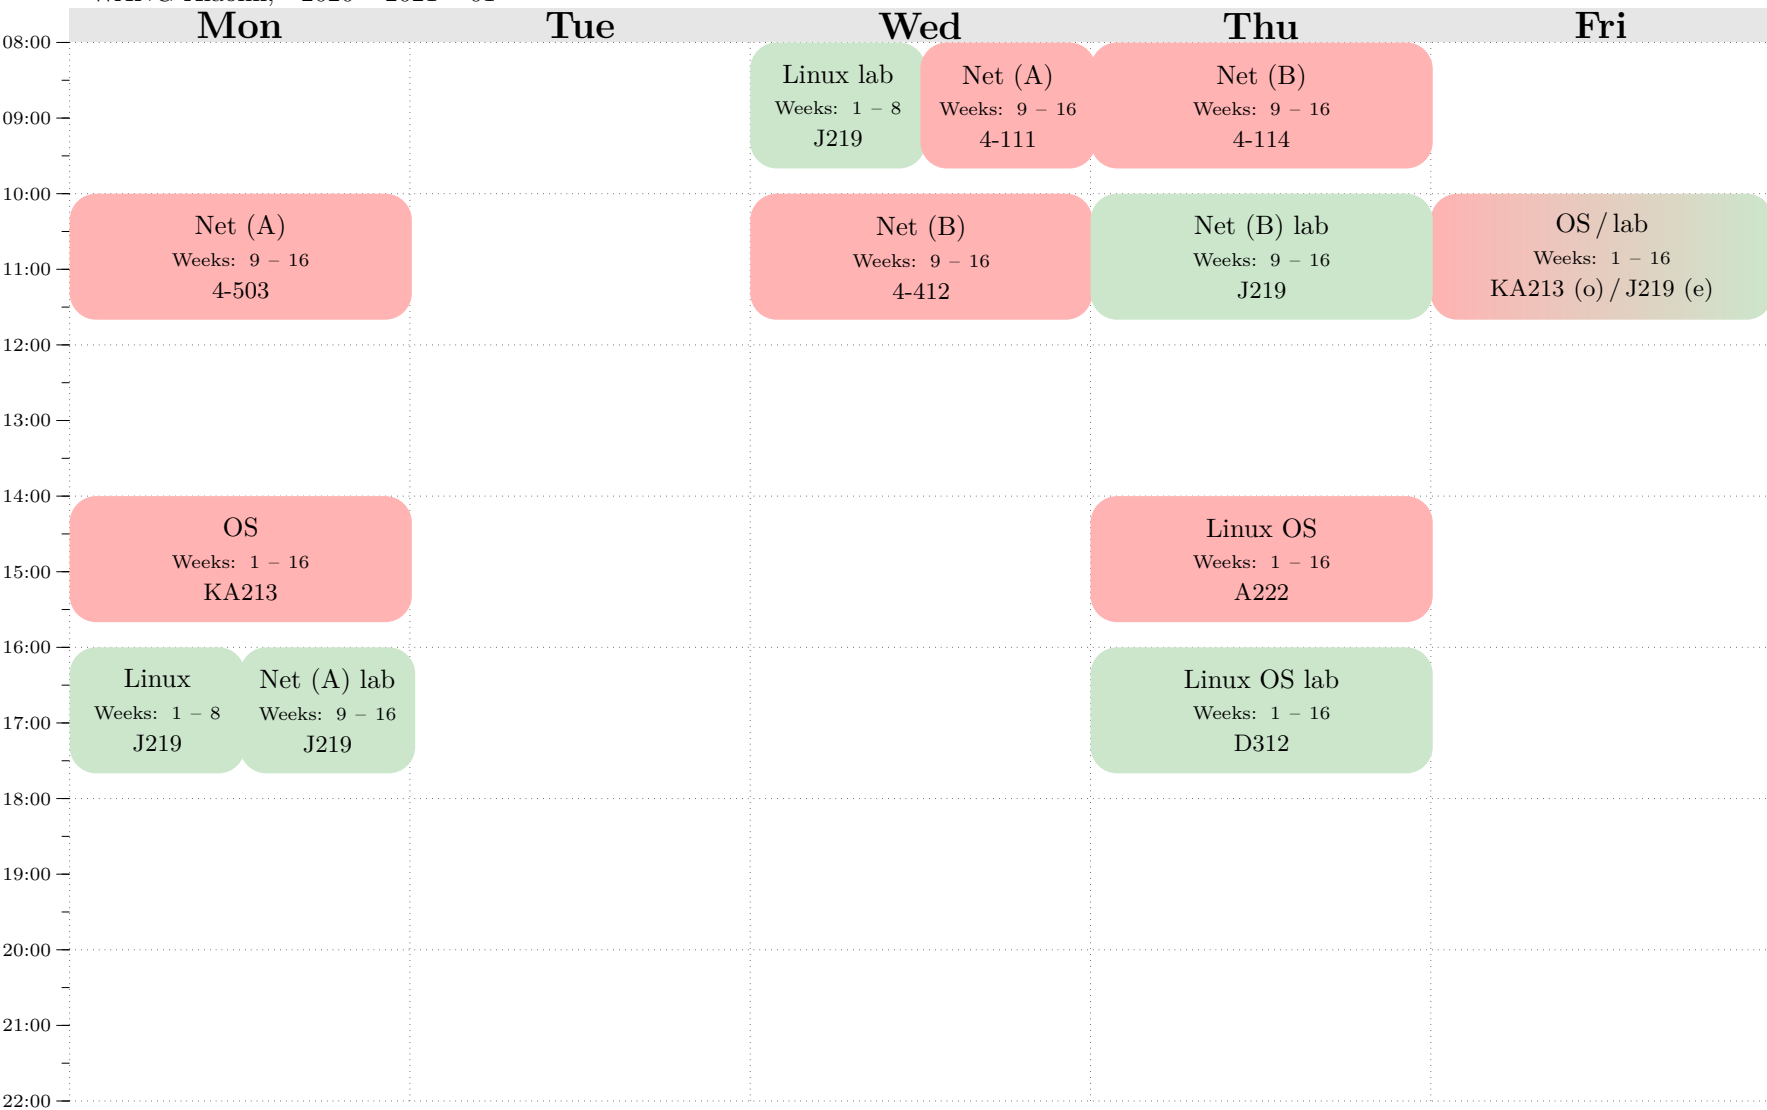 Mon Tue Wed Thu Fri
08:00
Linux lab
Weeks: 1 – 8
J219
Net (A)
Weeks: 9 – 16
4-111
Net (B)
Weeks: 9 – 16
4-114
09:00
10:00
Net (A)
Weeks: 9 – 16
4-503
Net (B)
Weeks: 9 – 16
4-412
Net (B) lab
Weeks: 9 – 16
J219
OS / lab
Weeks: 1 – 16
KA213 (o) / J219 (e)
11:00
12:00
13:00
14:00
OS
Weeks: 1 – 16
KA213
Linux OS
Weeks: 1 – 16
A222
15:00
16:00
Linux
Weeks: 1 – 8
J219
Net (A) lab
Weeks: 9 – 16
J219
Linux OS lab
Weeks: 1 – 16
D312
17:00
18:00
19:00
20:00
21:00
22:00